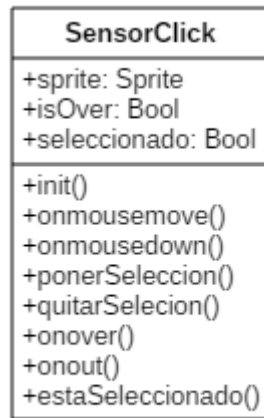 SensorClick
+sprite: Sprite
+isOver: Bool
+seleccionado: Bool
+init()
+onmousemove()
+onmousedown()
+ponerSeleccion()
+quitarSelecion()
+onover()
+onout()
+estaSeleccionado()